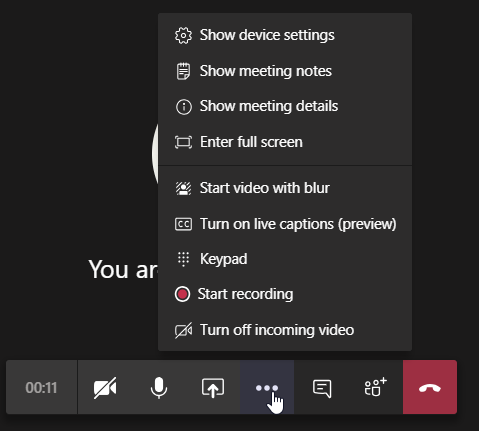 Show device settings
Show meeting notes
Show meeting details
Enter full screen
Start video with blur
CC Turn on live captions (preview)
Keypad
Start recording
Turn off incoming video
You ar
00:11